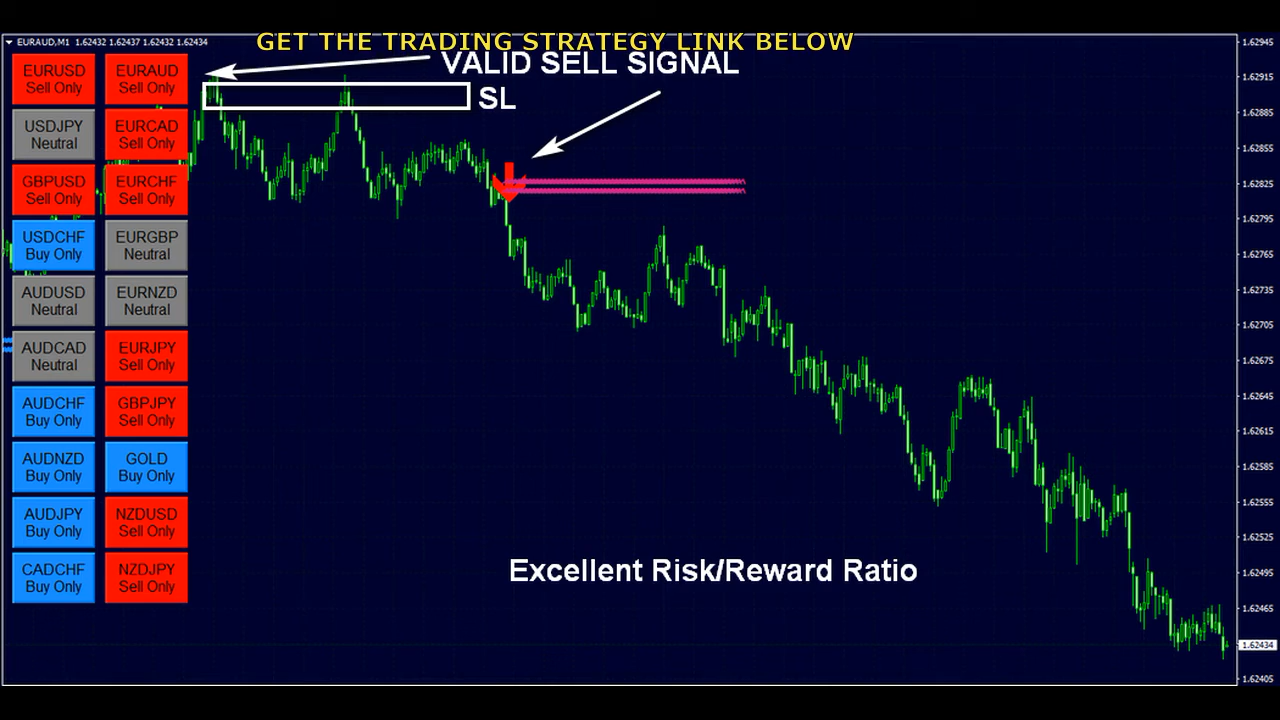 GET THE TRADING STRATEGY LINK BELOW
EURAUD,M1 1.62432 1.62437 1.62432 1.62434
VALID SELL SIGNAL
SL
EURUSD
Sell Only
EURAUD
Sell Only
USDJPY
Neutral
EURCAD
Sell Only
GBPUSD
Sell Only
EURCHF
Sell Only
USDCHF
Buy Only
EURGBP
Neutral
AUDUSD
Neutral
EURNZD
Neutral
AUDCAD
Neutral
EURJPY
Sell Only
AUDCHF
Buy Only
GBPJPY
Sell Only
AUDNZD
Buy Only
GOLD
Buy Only
AUDJPY
Buy Only
NZDUSD
Sell Only
CADCHF
Buy Only
NZDJPY
Sell Only
Excellent Risk/Reward Ratio
1.62945
1.62915
1.62885
1.62855
1.62825
1.62795
1.62765
1.62735
1.62705
1.62675
1.62645
1.62615
1.62585
1.62555
1.62525
1.62495
1.62465
1.62434
1.62405